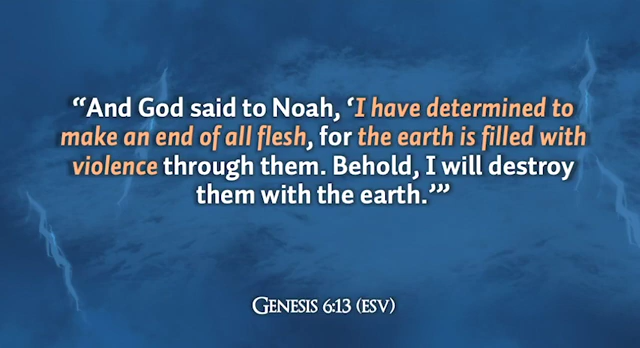 “And God said to Noah, ‘I have determined to
make an end of all flesh, for the earth is filled with
violence through them. Behold, I will destroy
them with the earth.’”
Genesis 6:13 (ESV)